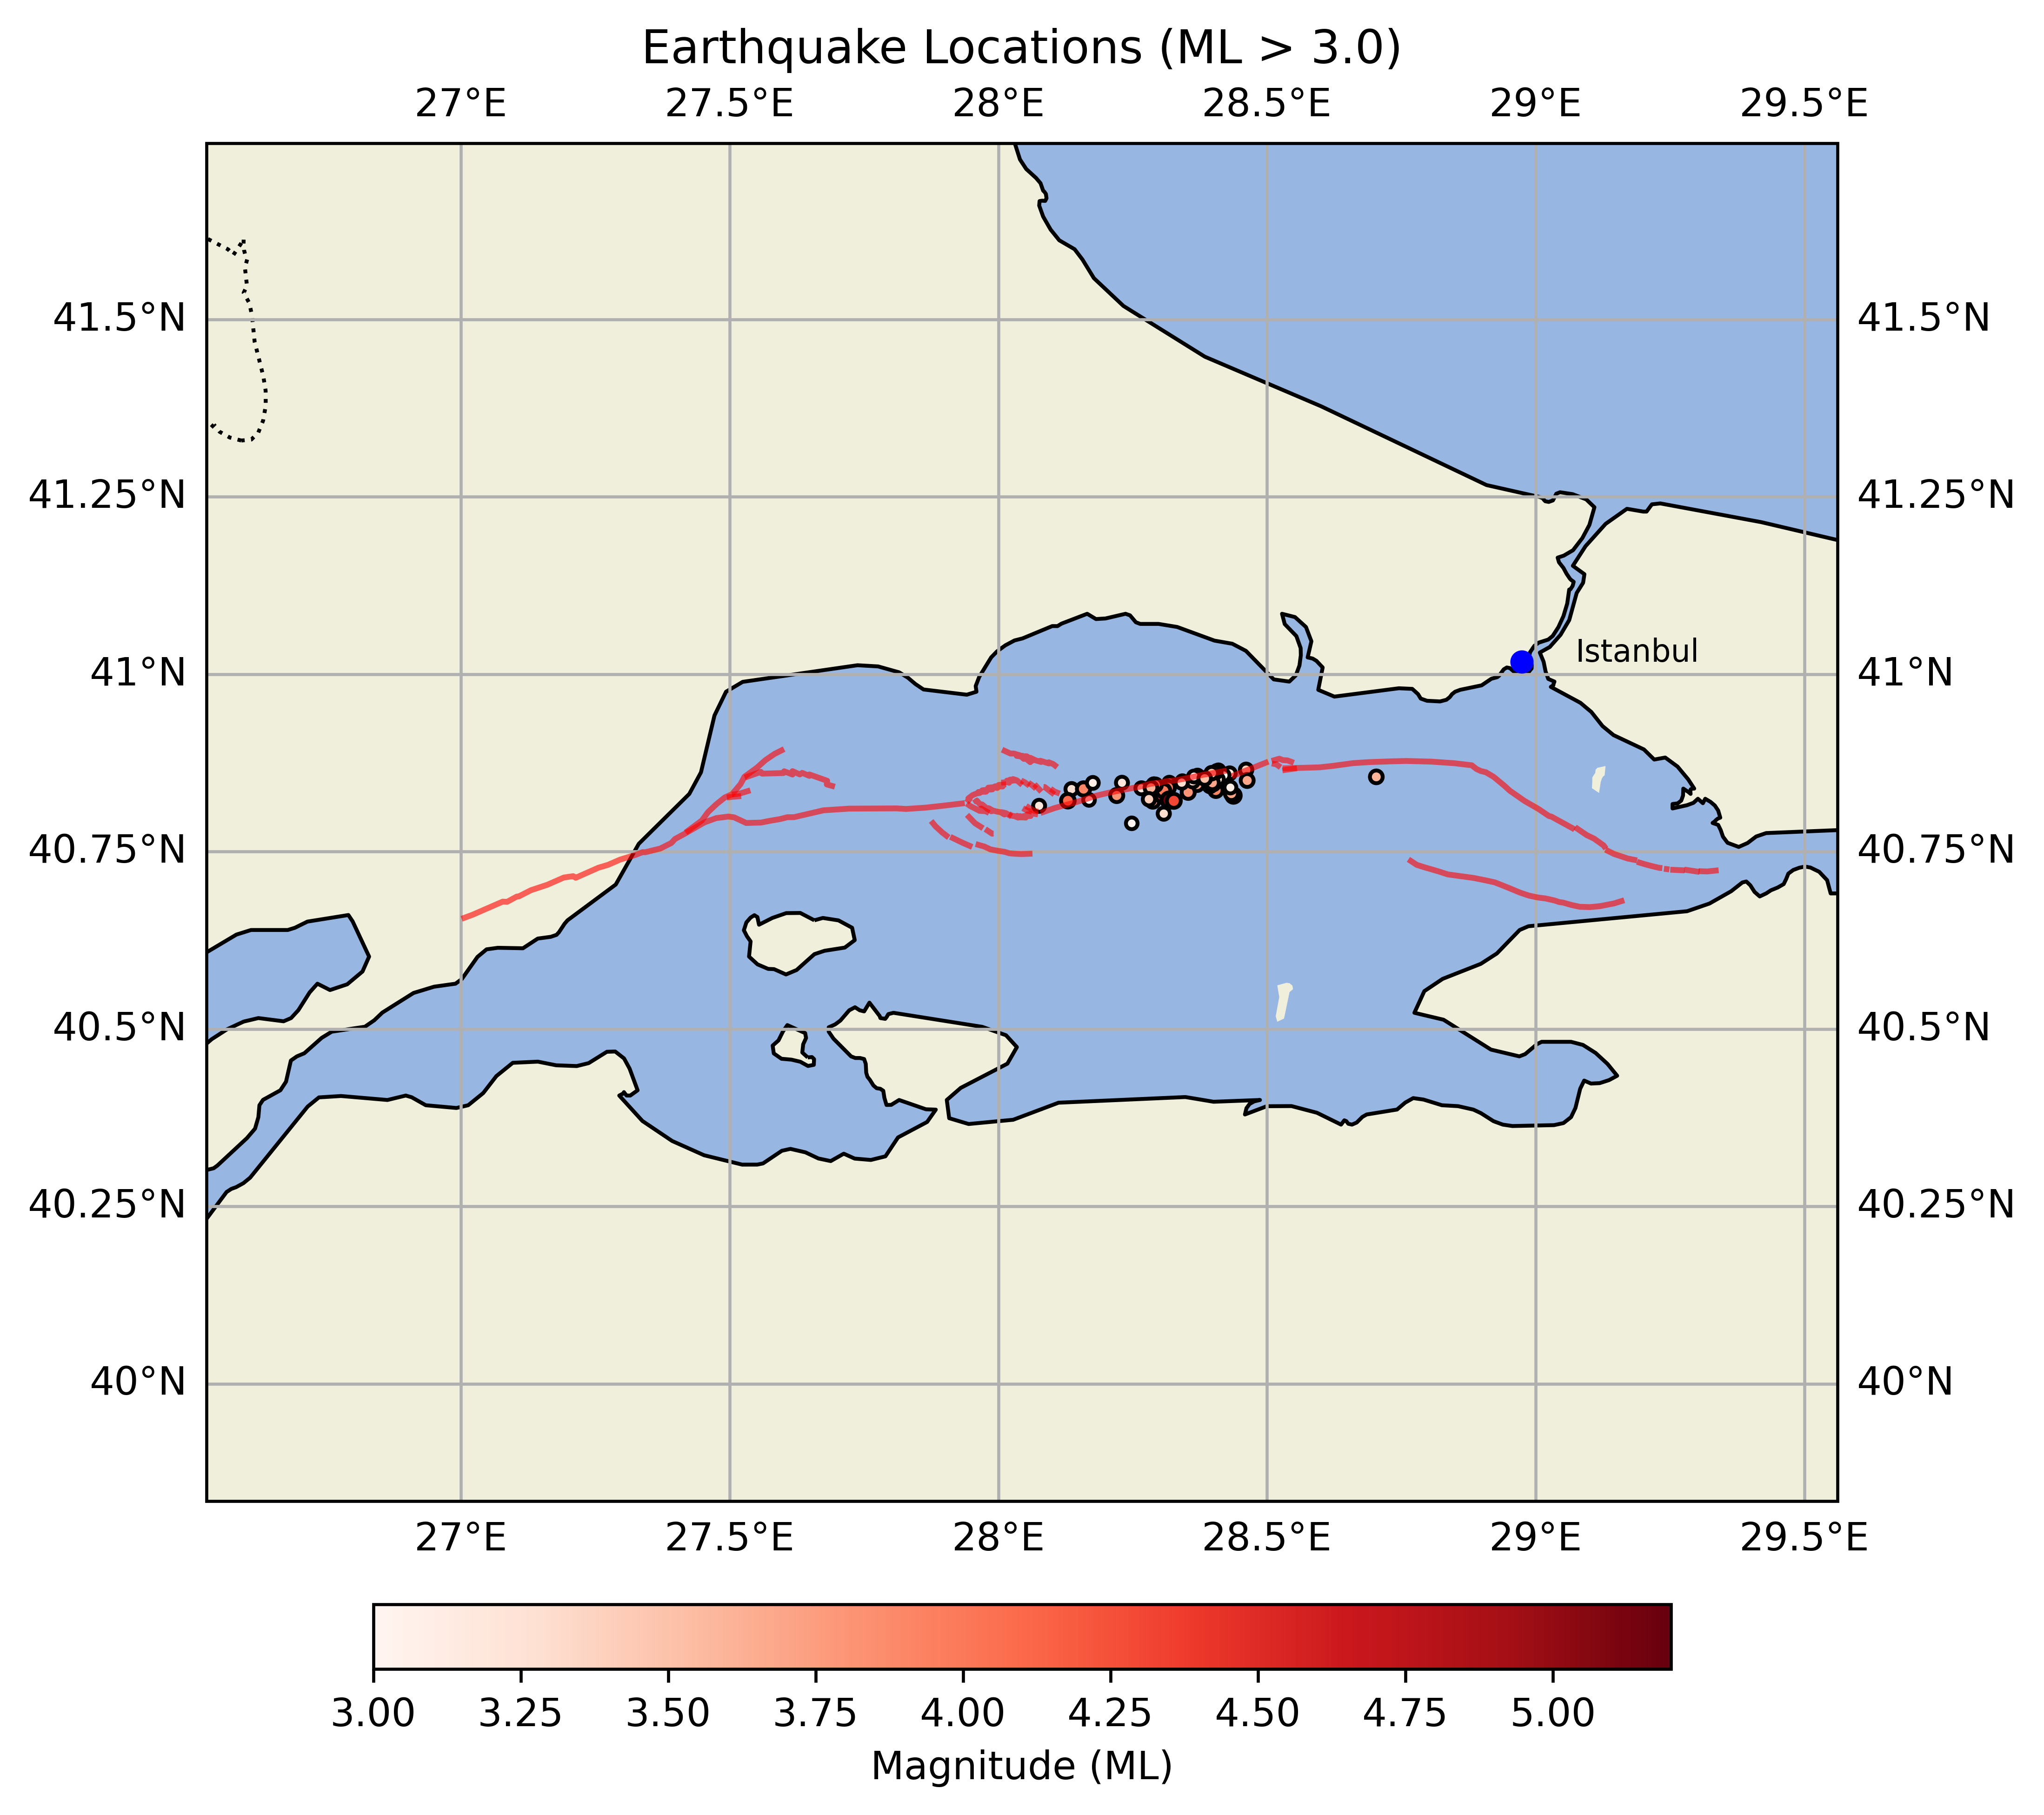 Earthquake Locations (ML > 3.0)
27°E 27.5°E 28°E 28.5°E 29°E 29.5°E
41.5°N 41.5°N
41.25°N 41.25°N
Istanbul
41°N 41°N
40.75°N 40.75°N
40.5°N 40.5°N
40.25°N 40.25°N
40°N 40°N
27°E 27.5°E 28°E 28.5°E 29°E 29.5°E
3.00 3.25 3.50 3.75 4.00 4.25 4.50 4.75 5.00
Magnitude (ML)